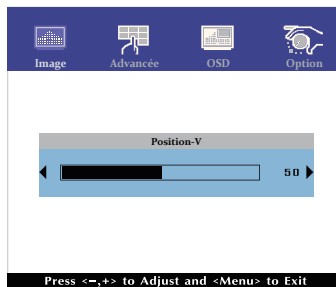 Image Advancée OSD Option
Position-V
50
Press <−,+> to Adjust and <Menu> to Exit